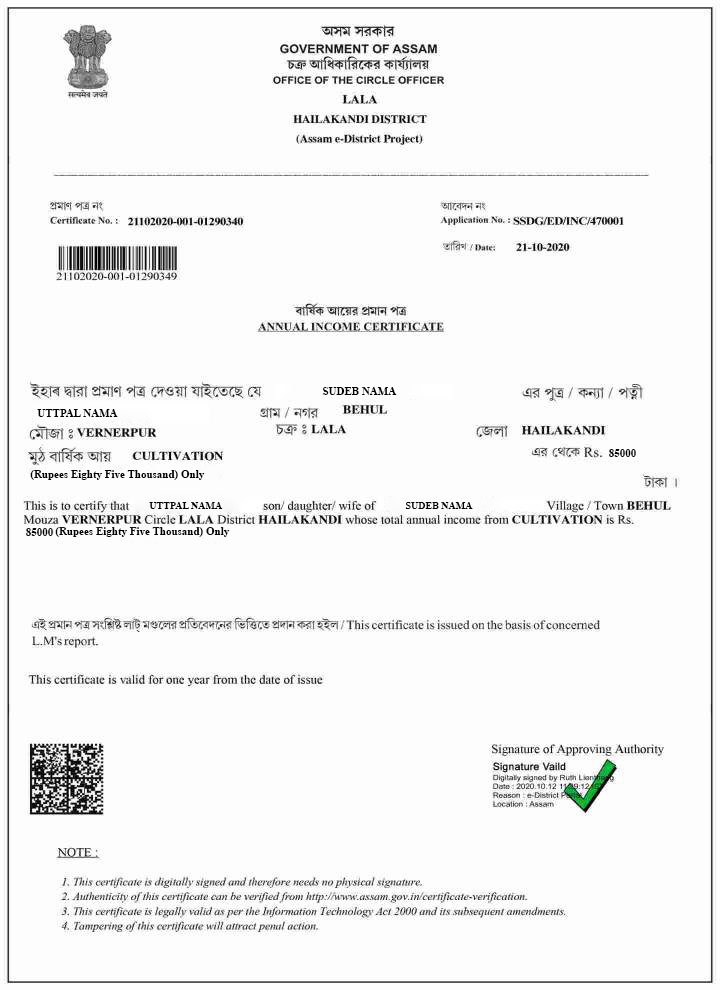 सत्यमेव जयते
অসম সরকার
GOVERNMENT OF ASSAM
চক্ৰ আধিকারিকের কার্য্যালয়
OFFICE OF THE CIRCLE OFFICER
LALA
HAILAKANDI DISTRICT
(Assam e-District Project)
প্রমাণ পত্র নং
Certificate No. : 21102020-001-01290340
আবেদন নং
Application No. : SSDG/ED/INC/470001
তারিখ / Date: 21-10-2020
21102020-001-01290349
বার্ষিক আয়ের প্রমান পত্র
ANNUAL INCOME CERTIFICATE
ইহাৰ দ্বারা প্রমাণ পত্র দেওয়া যাইতেছে যে SUDEB NAMA এর পুত্র / কন্যা / পত্নী
UTTPAL NAMA গ্রাম / নগর BEHUL
মৌজা : VERNERPUR চক্র : LALA জেলা HAILAKANDI
মুঠ বার্ষিক আয় CULTIVATION এর থেকে Rs. 85000
(Rupees Eighty Five Thousand) Only
টাকা ।
This is to certify that UTTPAL NAMA son/ daughter/ wife of SUDEB NAMA Village / Town BEHUL
Mouza VERNERPUR Circle LALA District HAILAKANDI whose total annual income from CULTIVATION is Rs.
85000 (Rupees Eighty Five Thousand) Only
এই প্রমান পত্র সংশ্লিষ্ট লাট্ মণ্ডলের প্রতিবেদনের ভিত্তিতে প্রদান করা হইল / This certificate is issued on the basis of concerned
L.M's report.
This certificate is valid for one year from the date of issue
Signature of Approving Authority
Signature Vaild
Digitally signed by Ruth
Date : 2020.10.12
Reason : e-District
Location : Assam
NOTE :
1. This certificate is digitally signed and therefore needs no physical signature.
2. Authenticity of this certificate can be verified from http://www.assam.gov.in/certificate-verification.
3. This certificate is legally valid as per the Information Technology Act 2000 and its subsequent amendments.
4. Tampering of this certificate will attract penal action.